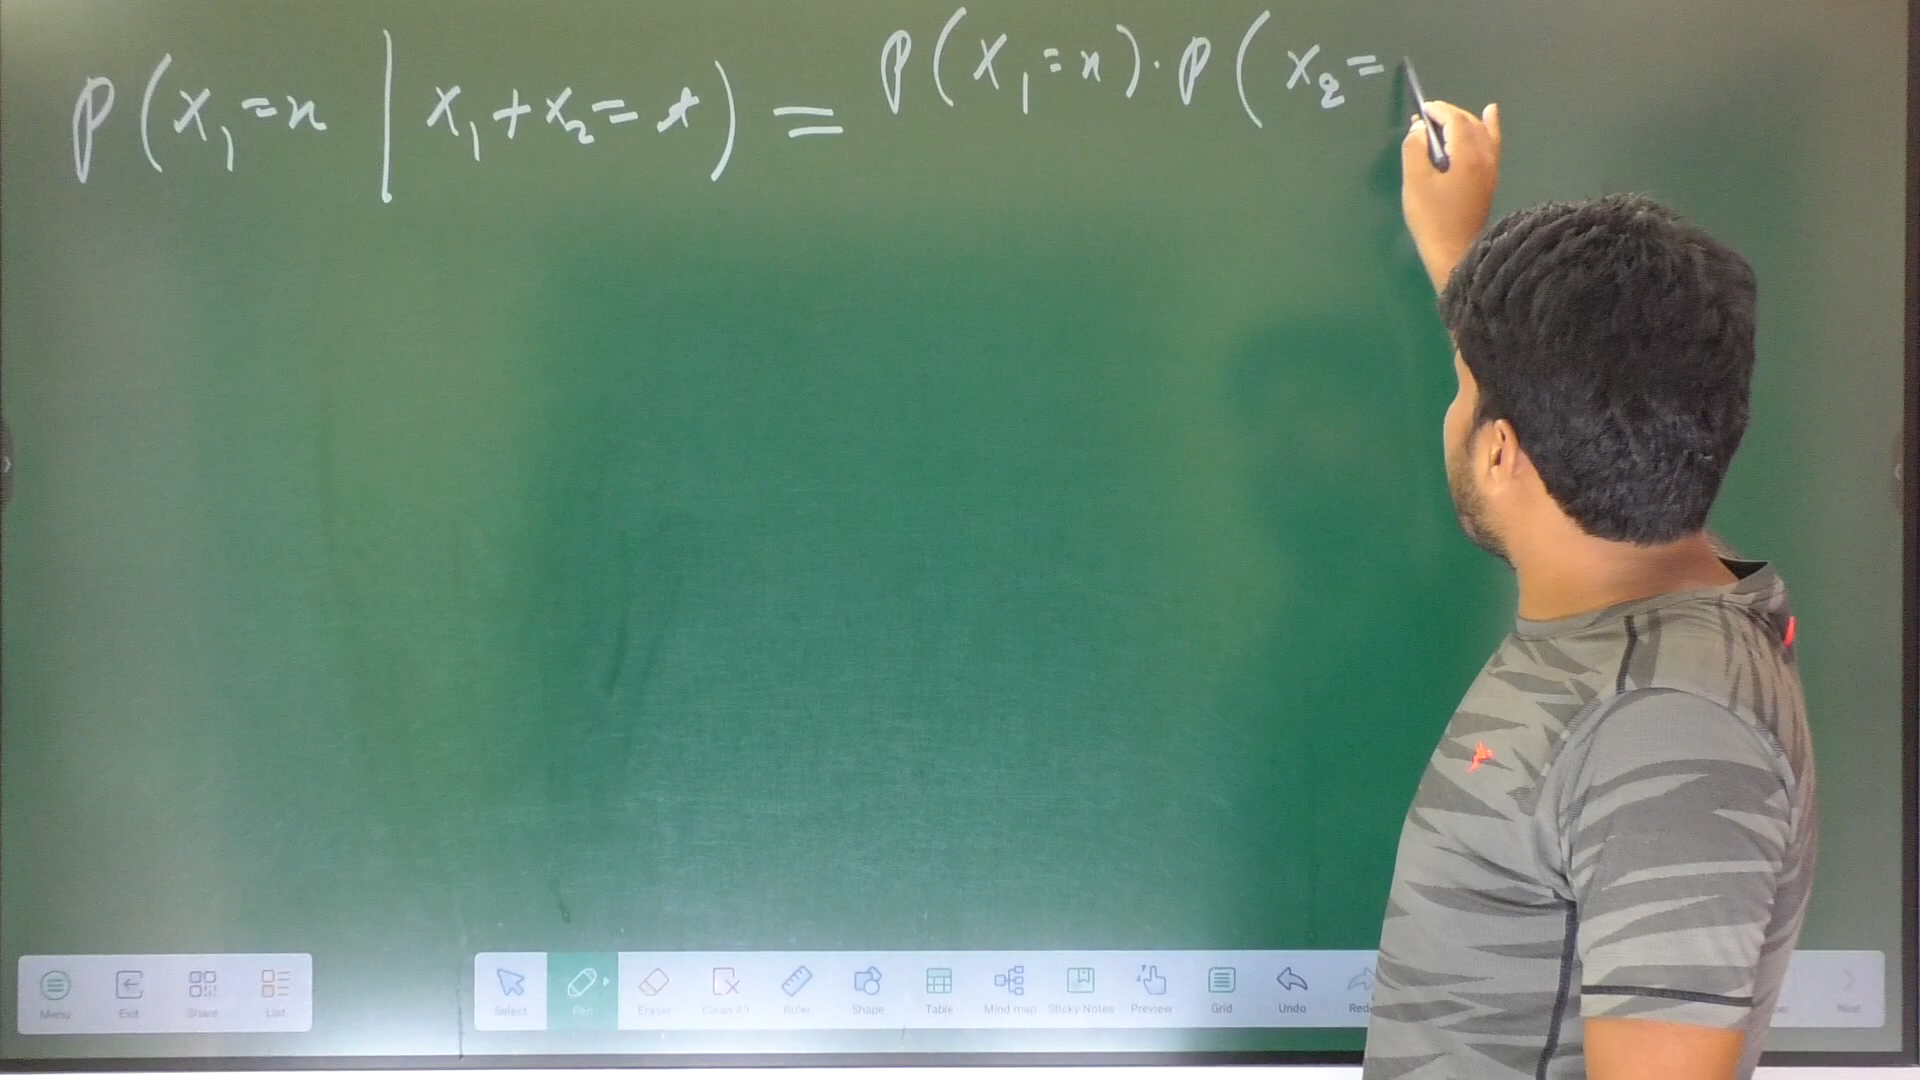 P(X₁=x | X₁+X₂=t) = P(X₁=x)·P(X₂=
Menu Exit Share List Select Pen Eraser Clean All Ruler Shape Table Mind map Sticky Notes Preview Grid Undo Next